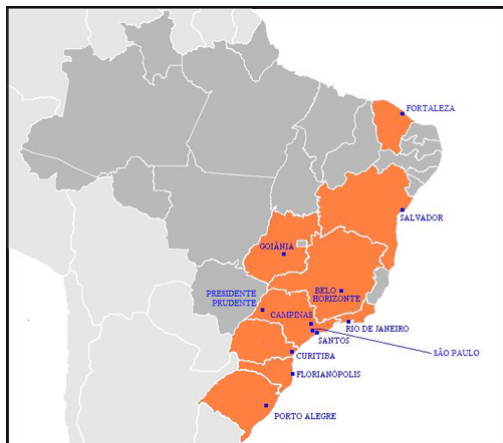 FORTALEZA
SALVADOR
GOIÂNIA
PRESIDENTE
PRUDENTE
BELO
HORIZONTE
CAMPINAS
RIO DE JANEIRO
SANTOS
SÃO PAULO
CURITIBA
FLORIANÓPOLIS
PORTO ALEGRE